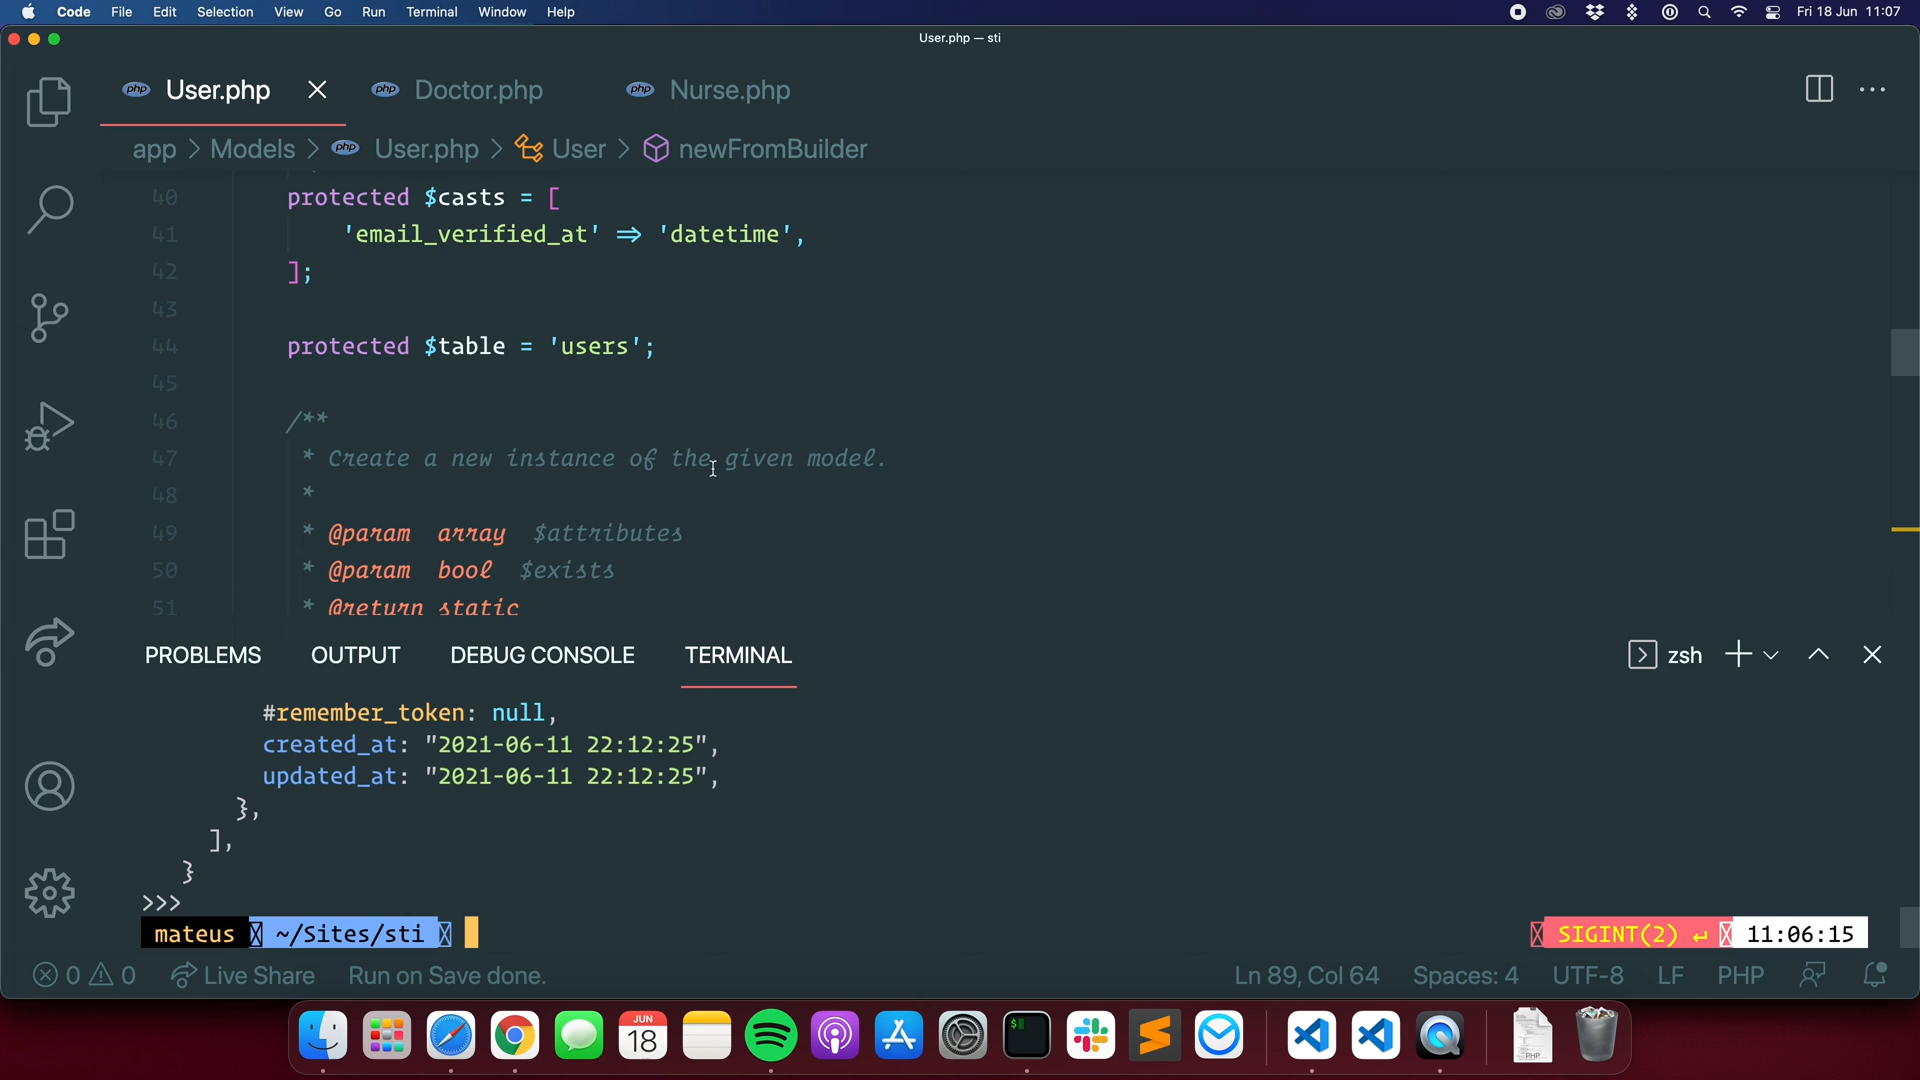 Code File Edit Selection View Go Run Terminal Window Help Fri 18 Jun 11:07
User.php — sti
php User.php php Doctor.php php Nurse.php
app > Models > php User.php > User > newFromBuilder
40 protected $casts = [
41 'email_verified_at' ⇒ 'datetime',
42 ];
43
44 protected $table = 'users';
45
46 /**
47 * Create a new instance of the given model.
48 *
49 * @param array $attributes
50 * @param bool $exists
51 * @return static
PROBLEMS OUTPUT DEBUG CONSOLE TERMINAL zsh
#remember_token: null,
created_at: "2021-06-11 22:12:25",
updated_at: "2021-06-11 22:12:25",
},
],
}
>>>
mateus ~/Sites/sti SIGINT(2) ↵ 11:06:15
0 0 Live Share Run on Save done. Ln 89, Col 64 Spaces: 4 UTF-8 LF PHP
JUN
18
$
PHP